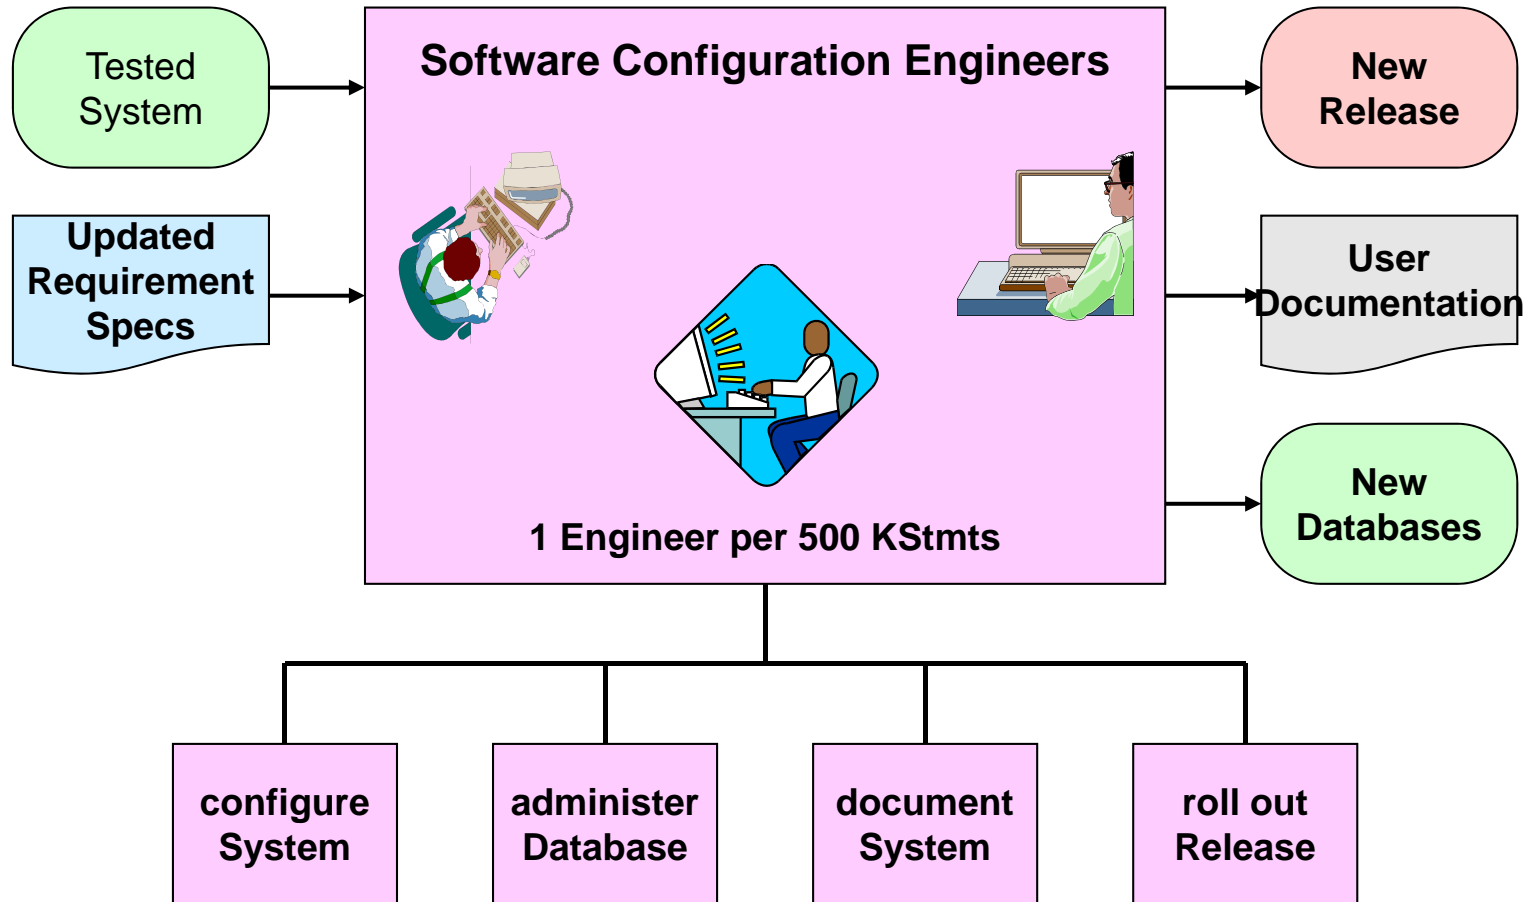 Tested
System
Updated
Requirement
Specs
Software Configuration Engineers
1 Engineer per 500 KStmts
New
Release
User
Documentation
New
Databases
configure
System
administer
Database
document
System
roll out
Release